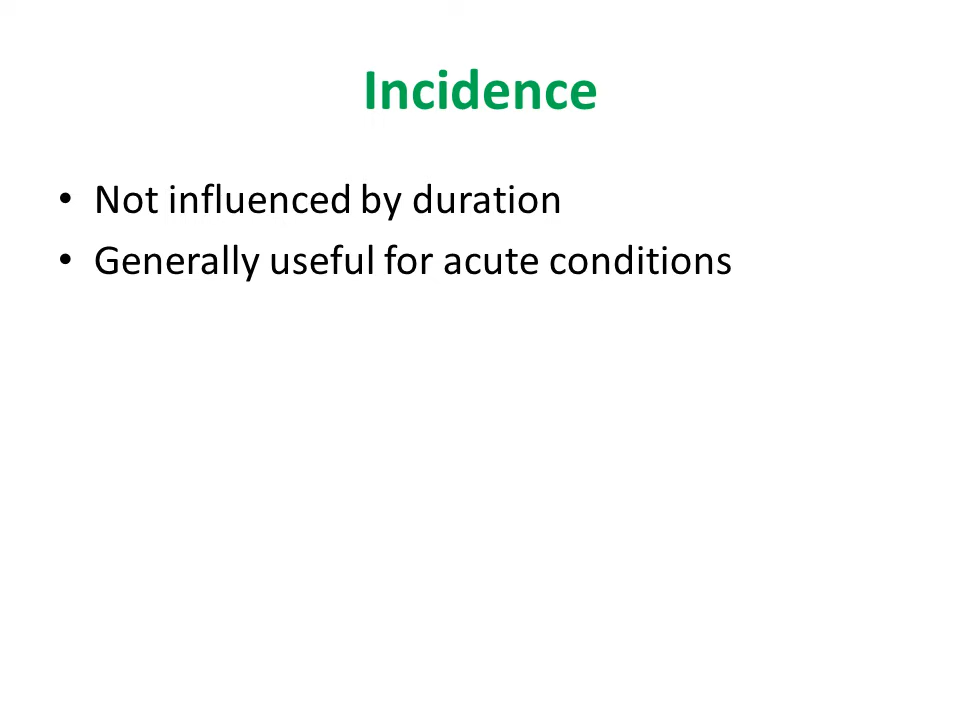 Incidence
• Not influenced by duration
• Generally useful for acute conditions